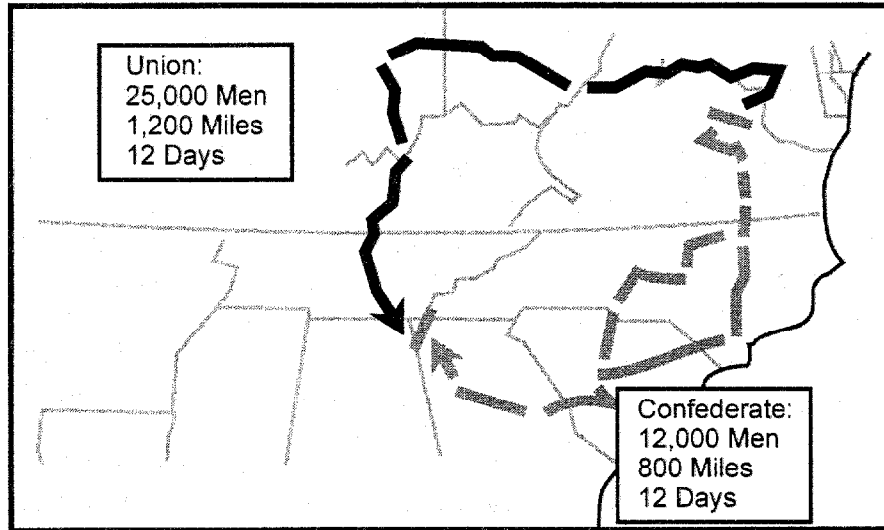 Union:
25,000 Men
1,200 Miles
12 Days
Confederate:
12,000 Men
800 Miles
12 Days